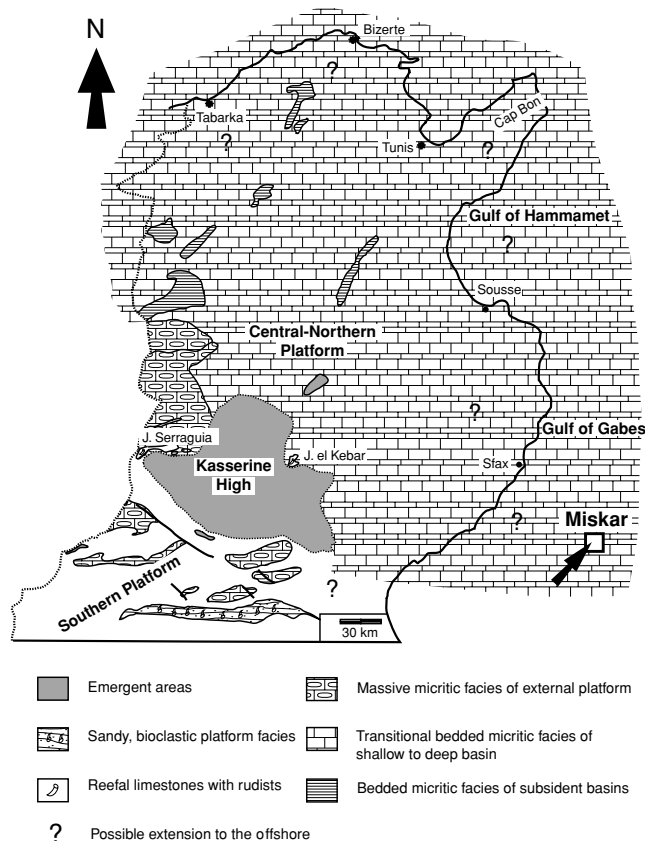 N
Bizerte
?
Tabarka
?
Cap Bon
Tunis
?
Gulf of Hammamet
?
Sousse
Central-Northern
Platform
?
Gulf of Gabes
J. Serraguia
J. el Kebar
Kasserine
High
Sfax
?
Miskar
Southern Platform
?
30 km
Emergent areas
Massive micritic facies of external platform
Sandy, bioclastic platform facies
Transitional bedded micritic facies of
shallow to deep basin
Reefal limestones with rudists
Bedded micritic facies of subsident basins
?
Possible extension to the offshore